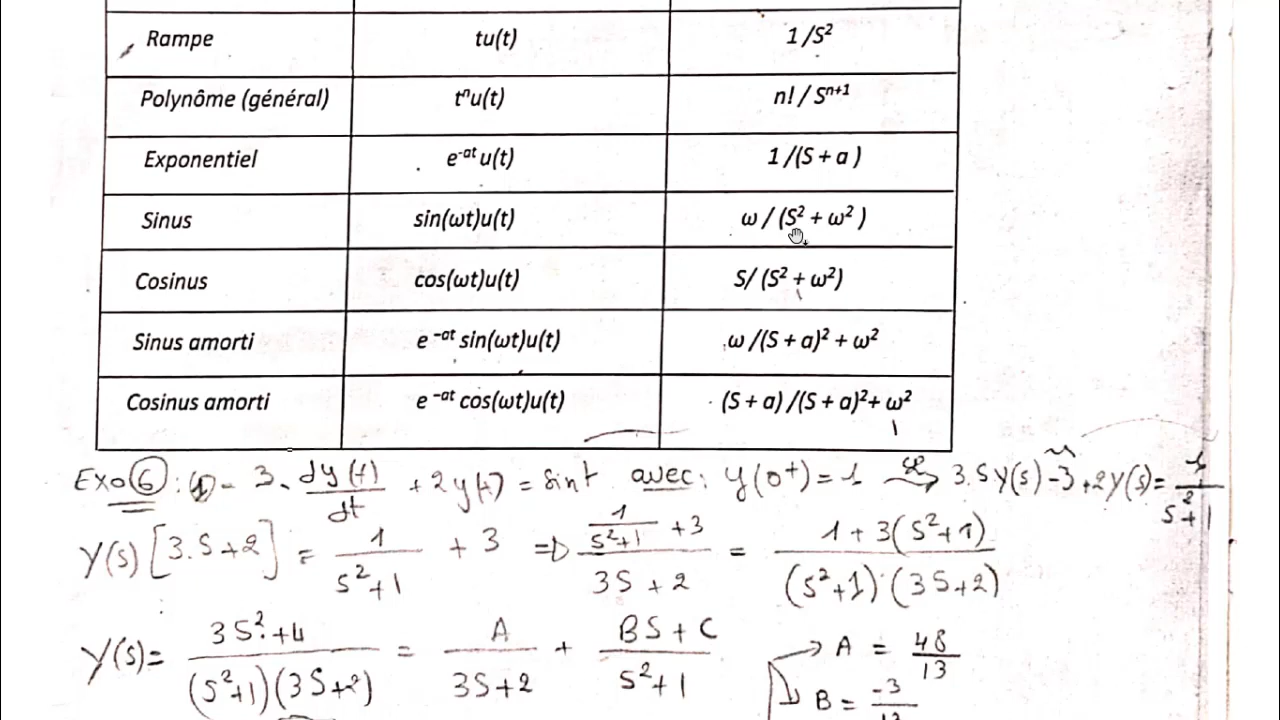 Rampe tu(t) 1/S²
Polynôme (général) tⁿu(t) n! / Sⁿ⁺¹
Exponentiel e⁻ᵃᵗ u(t) 1/(S + a )
Sinus sin(ωt)u(t) ω / (S² + ω² )
Cosinus cos(ωt)u(t) S/ (S² + ω²)
Sinus amorti e ⁻ᵃᵗ sin(ωt)u(t) ω /(S + a)² + ω²
Cosinus amorti e ⁻ᵃᵗ cos(ωt)u(t) (S + a) /(S + a)²+ ω²
Exo 6 : 1- 3. dy(t)/dt + 2y(t) = sint avec: y(0⁺) = 1 ℒ→ 3.SY(s) -3 +2Y(s) = 1/(S²+1)
Y(s) [3.S+2] = 1/(S²+1) + 3 ⇒ (1/(S²+1) + 3)/(3S + 2) = (1 + 3(S²+1))/((S²+1).(3S+2))
Y(s) = (3S²+4)/((S²+1)(3S+2)) = A/(3S+2) + (BS + C)/(S²+1) → A = 48/13
B = -3/13